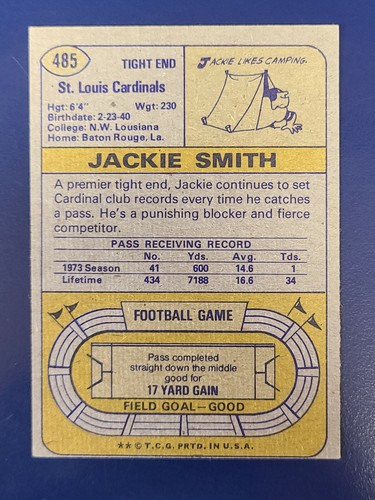 485
TIGHT END
St. Louis Cardinals
Hgt: 6'4" Wgt: 230
Birthdate: 2-23-40
College: N.W. Lousiana
Home: Baton Rouge, La.
JACKIE LIKES CAMPING.
JACKIE SMITH
A premier tight end, Jackie continues to set
Cardinal club records every time he catches
a pass. He's a punishing blocker and fierce
competitor.
PASS RECEIVING RECORD
No. Yds. Avg. Tds.
1973 Season 41 600 14.6 1
Lifetime 434 7188 16.6 34
FOOTBALL GAME
Pass completed
straight down the middle
good for
17 YARD GAIN
FIELD GOAL—GOOD
** © T.C.G. PRTD. IN U.S.A.